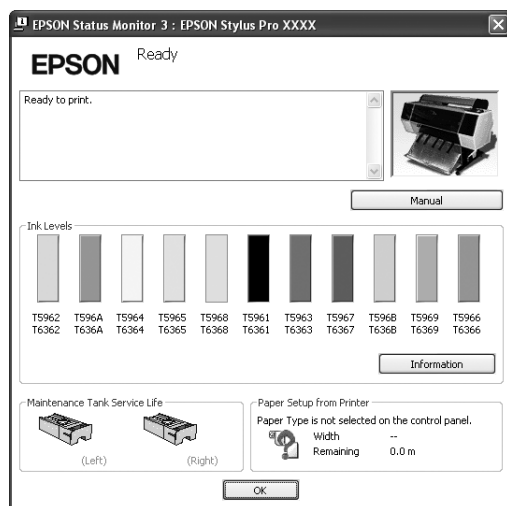 EPSON Status Monitor 3 : EPSON Stylus Pro XXXX
EPSON
Ready
Ready to print.
Manual
Ink Levels
T5962 T596A T5964 T5965 T5968 T5961 T5963 T5967 T596B T5969 T5966
T6362 T636A T6364 T6365 T6368 T6361 T6363 T6367 T636B T6369 T6366
Information
Maintenance Tank Service Life
(Left) (Right)
Paper Setup from Printer
Paper Type is not selected on the control panel.
Width --
Remaining 0.0 m
OK